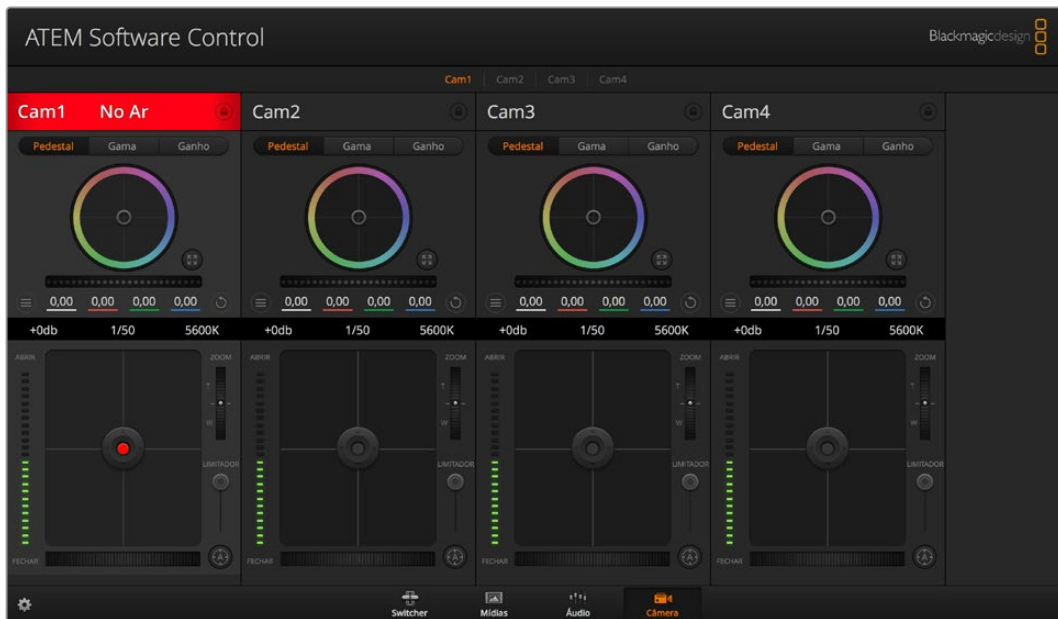 ATEM Software Control
Blackmagicdesign
Cam1 Cam2 Cam3 Cam4
Cam1 No Ar
Cam2
Cam3
Cam4
Pedestal Gama Ganho
Pedestal Gama Ganho
Pedestal Gama Ganho
Pedestal Gama Ganho
0,00 0,00 0,00 0,00
0,00 0,00 0,00 0,00
0,00 0,00 0,00 0,00
0,00 0,00 0,00 0,00
+0db 1/50 5600K
+0db 1/50 5600K
+0db 1/50 5600K
+0db 1/50 5600K
ABRIR ZOOM
ABRIR ZOOM
ABRIR ZOOM
ABRIR ZOOM
T
T
T
T
W
W
W
W
LIMITADOR
LIMITADOR
LIMITADOR
LIMITADOR
FECHAR A
FECHAR A
FECHAR A
FECHAR A
Switcher Mídias Áudio Câmera